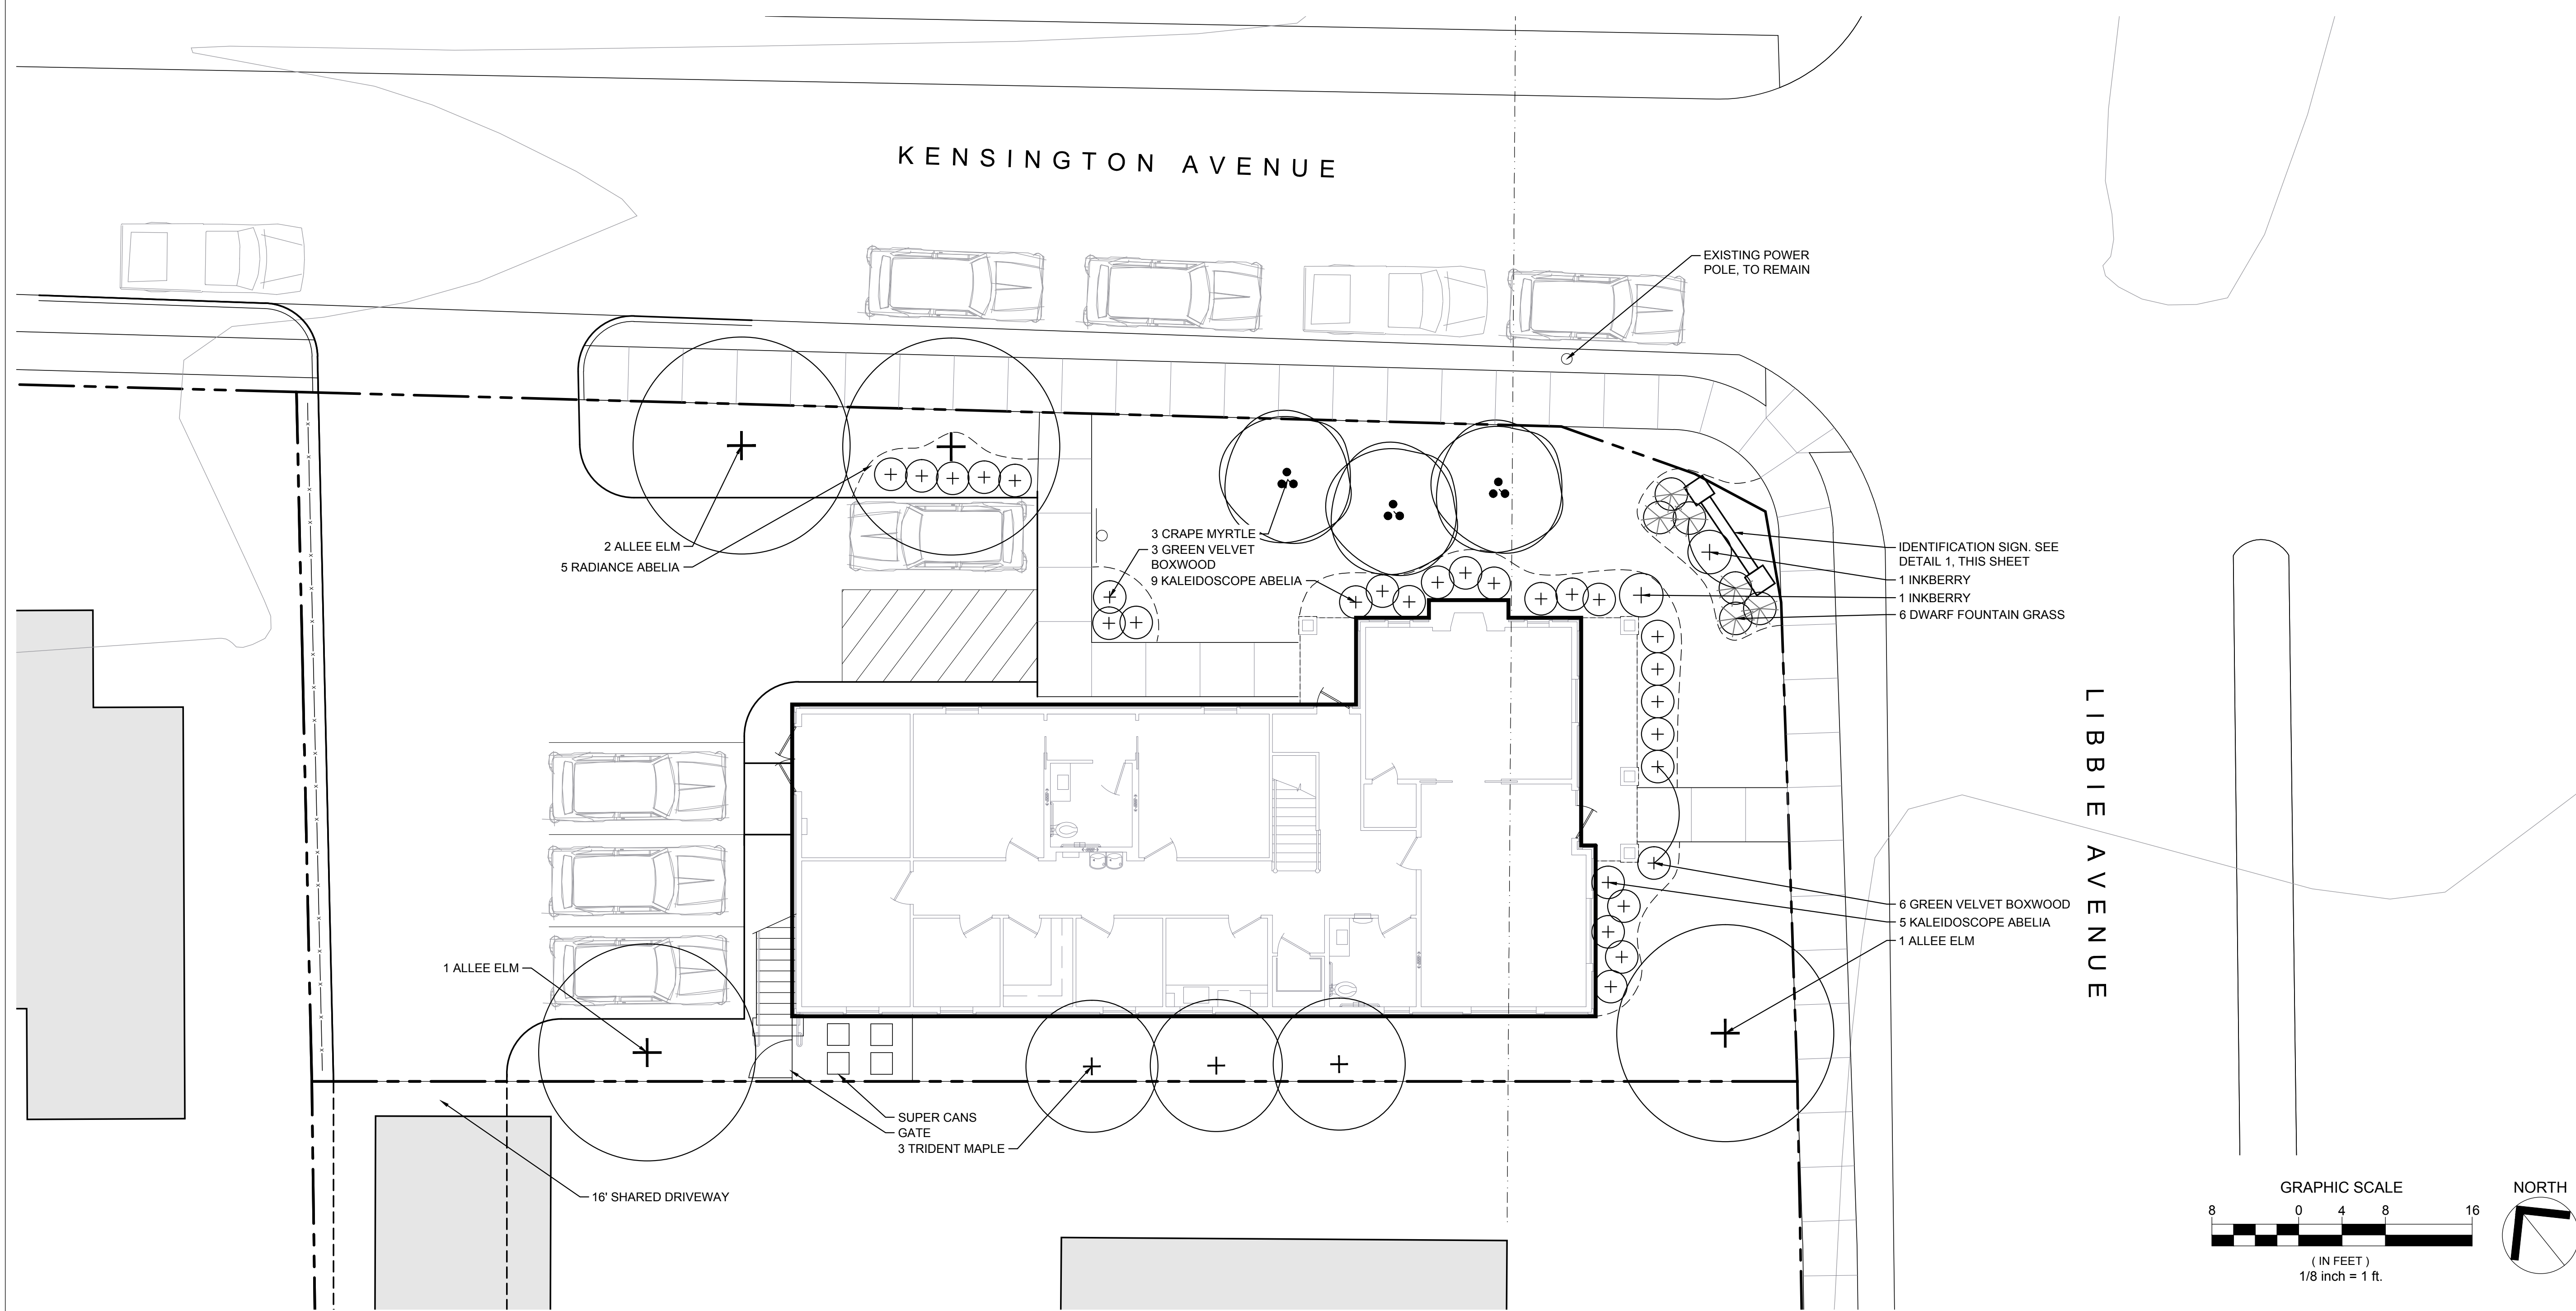 KENSINGTON AVENUE
EXISTING POWER
POLE, TO REMAIN
2 ALLEE ELM
5 RADIANCE ABELIA
3 CRAPE MYRTLE
3 GREEN VELVET
BOXWOOD
9 KALEIDOSCOPE ABELIA
IDENTIFICATION SIGN. SEE
DETAIL 1, THIS SHEET
1 INKBERRY
1 INKBERRY
6 DWARF FOUNTAIN GRASS
LIBBIE AVENUE
6 GREEN VELVET BOXWOOD
5 KALEIDOSCOPE ABELIA
1 ALLEE ELM
1 ALLEE ELM
SUPER CANS
GATE
3 TRIDENT MAPLE
16' SHARED DRIVEWAY
GRAPHIC SCALE
8 0 4 8 16
( IN FEET )
1/8 inch = 1 ft.
NORTH